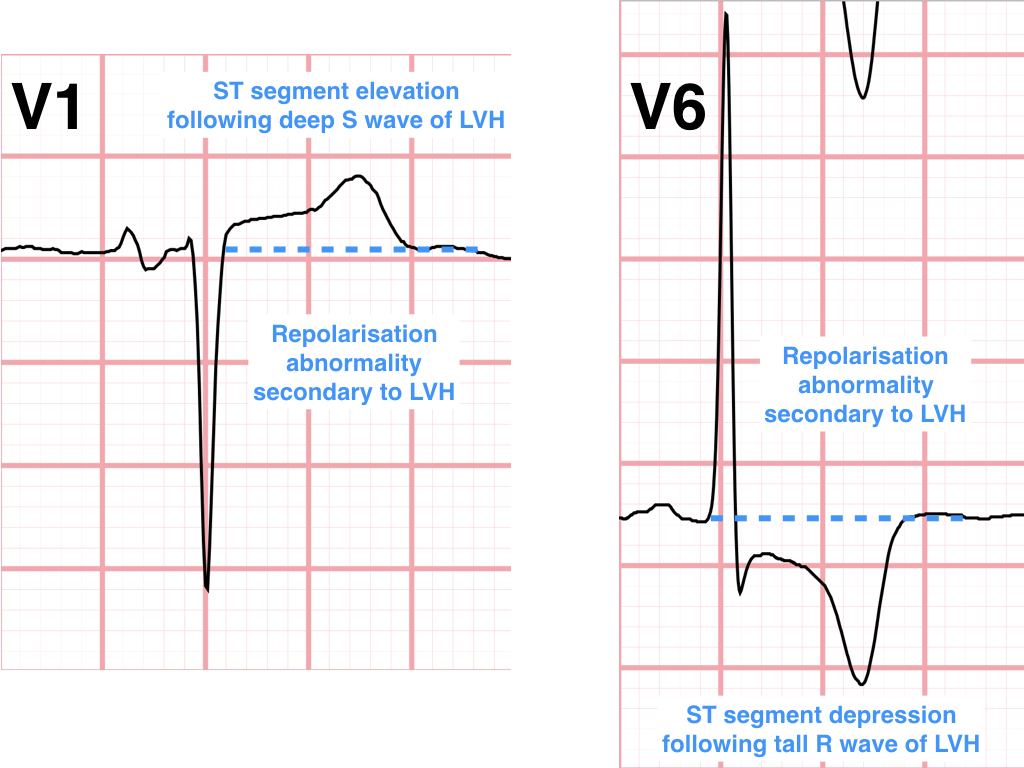 V1
ST segment elevation
following deep S wave of LVH
Repolarisation
abnormality
secondary to LVH
V6
Repolarisation
abnormality
secondary to LVH
ST segment depression
following tall R wave of LVH